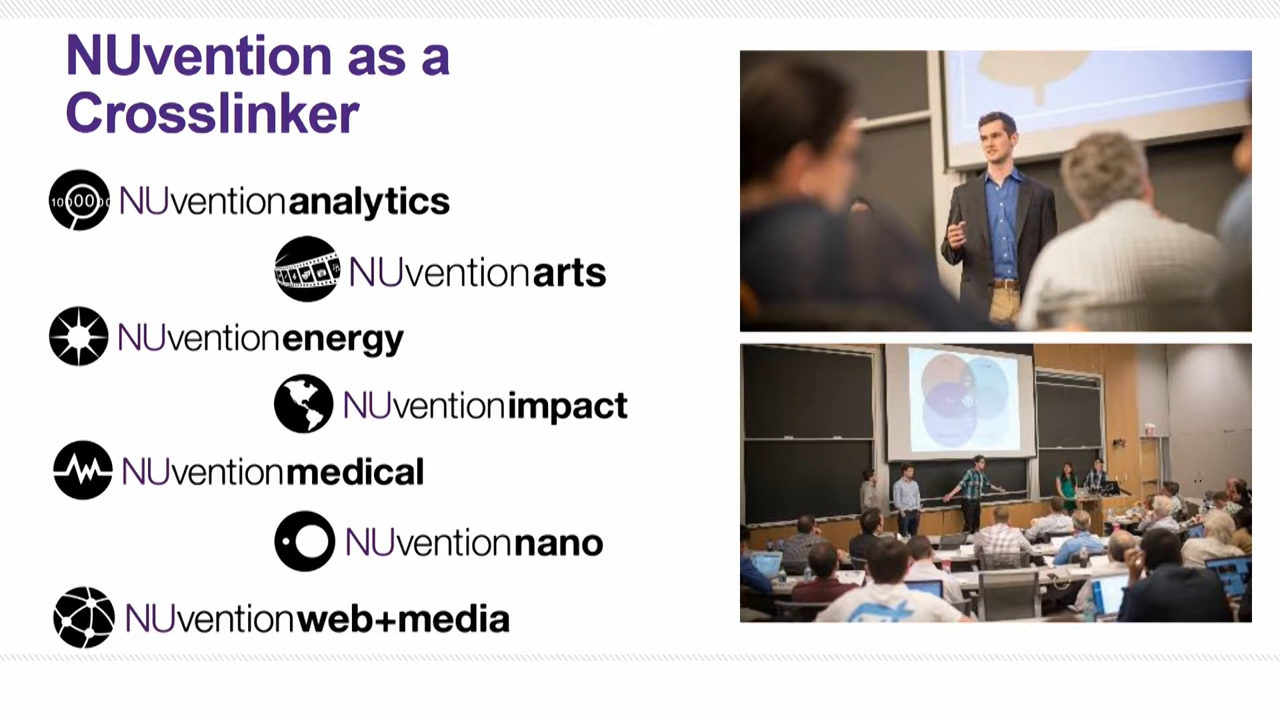 NUvention as a
Crosslinker
NUventionanalytics
NUventionarts
NUventionenergy
NUventionimpact
NUventionmedical
NUventionnano
NUventionweb+media